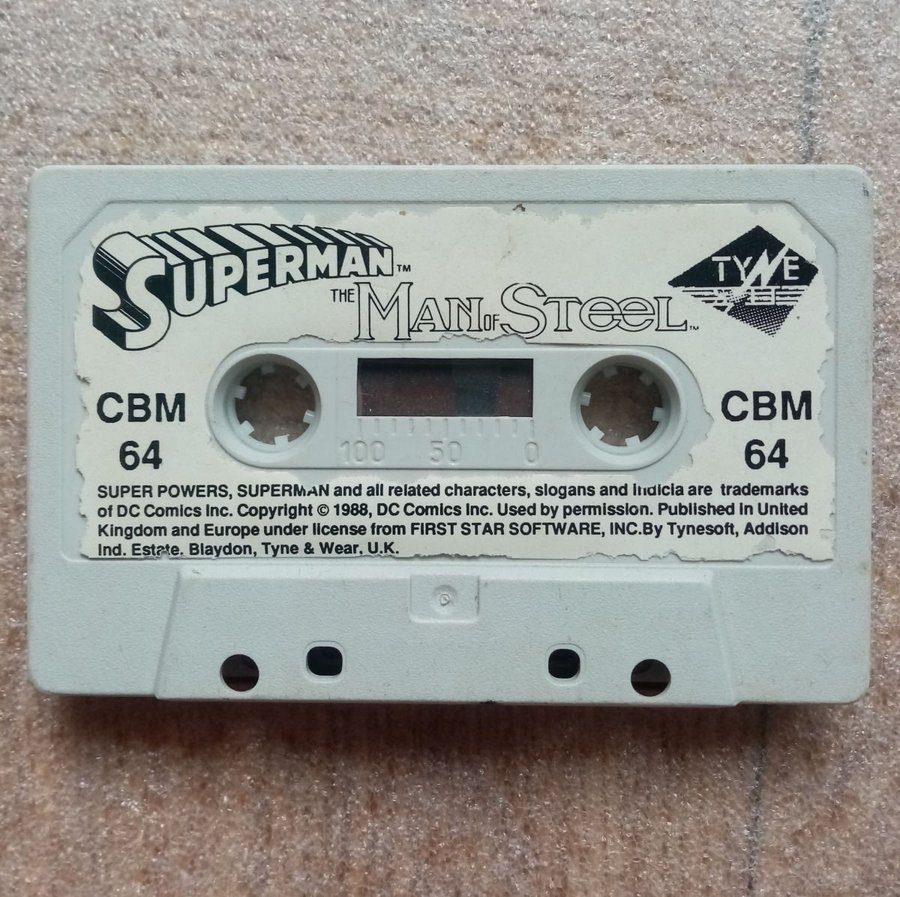 SUPERMAN™
THE MAN OF STEEL™
TYNE
CBM
64
CBM
64
100 50 0
SUPER POWERS, SUPERMAN and all related characters, slogans and indicia are trademarks
of DC Comics Inc. Copyright © 1988, DC Comics Inc. Used by permission. Published in United
Kingdom and Europe under license from FIRST STAR SOFTWARE, INC.By Tynesoft, Addison
Ind. Estate. Blaydon, Tyne & Wear. U.K.